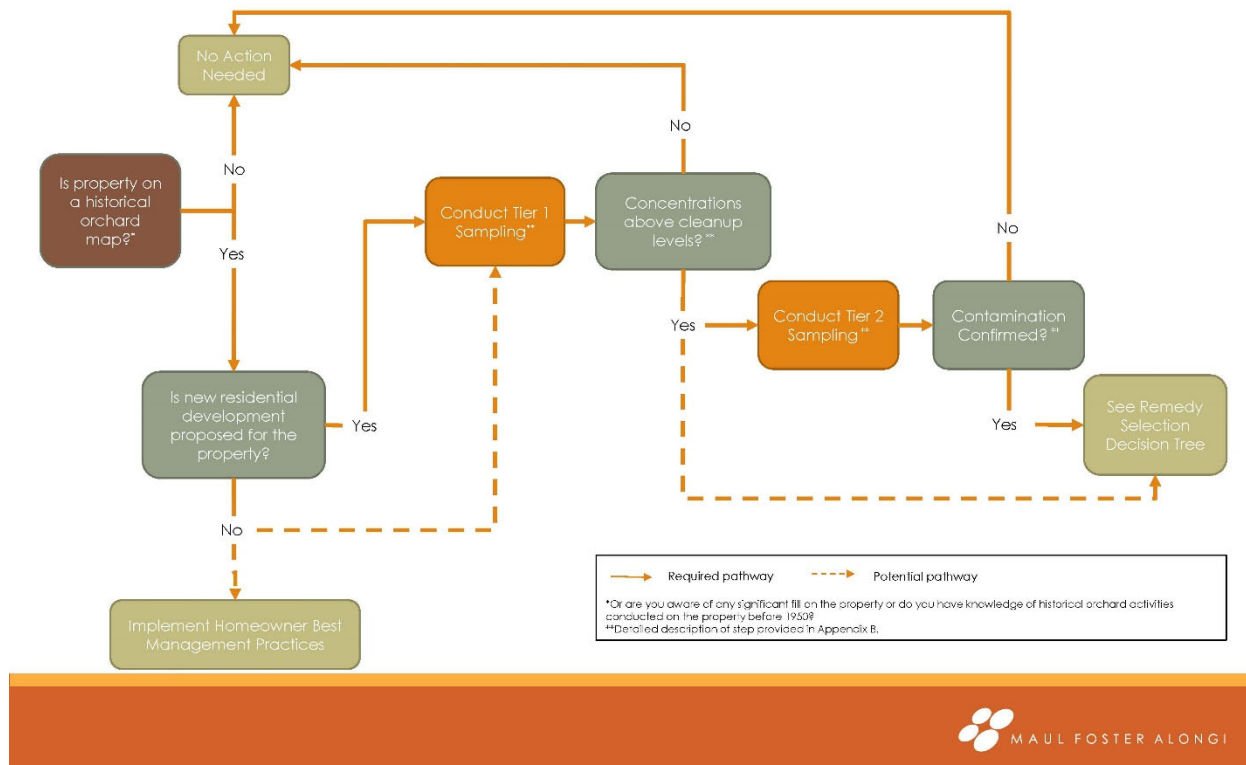 No Action
Needed
No
Is property on
a historical
orchard
map?*
Yes
Is new residential
development
proposed for the
property?
Yes
No
Implement Homeowner Best
Management Practices
Conduct Tier 1
Sampling**
No
Concentrations
above cleanup
levels?**
Yes
Conduct Tier 2
Sampling**
No
Contamination
Confirmed?**
Yes
See Remedy
Selection
Decision Tree
Required pathway
Potential pathway
*Or are you aware of any significant fill on the property or do you have knowledge of historical orchard activities
conducted on the property before 1950?
**Detailed description of step provided in Appendix B.
MAUL FOSTER ALONGI